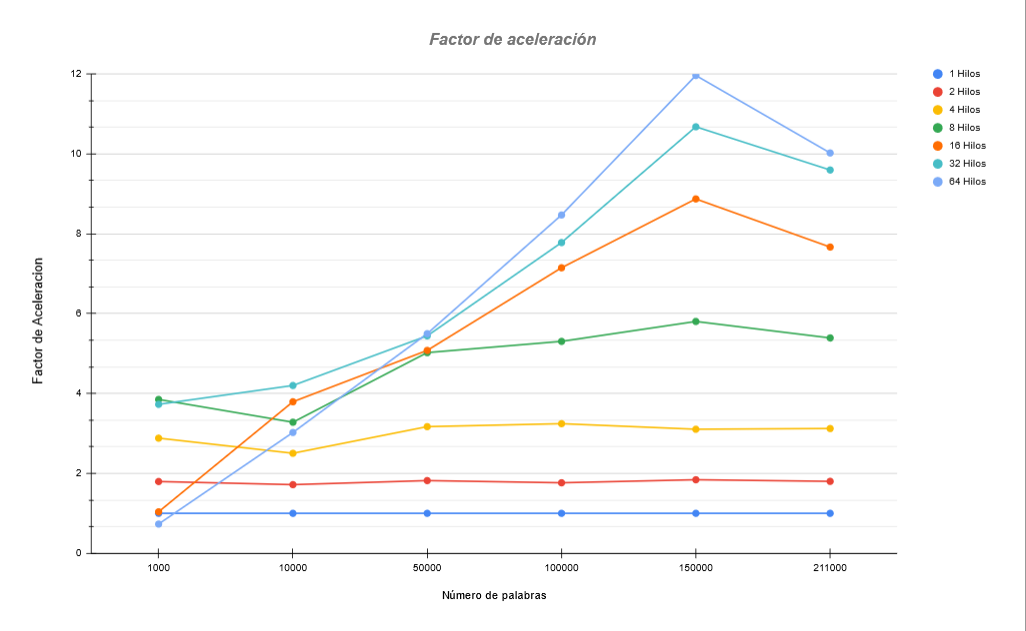 Factor de aceleración
12
10
8
6
4
2
0
Factor de Aceleracion
1000
10000
50000
100000
150000
211000
Número de palabras
1 Hilos
2 Hilos
4 Hilos
8 Hilos
16 Hilos
32 Hilos
64 Hilos